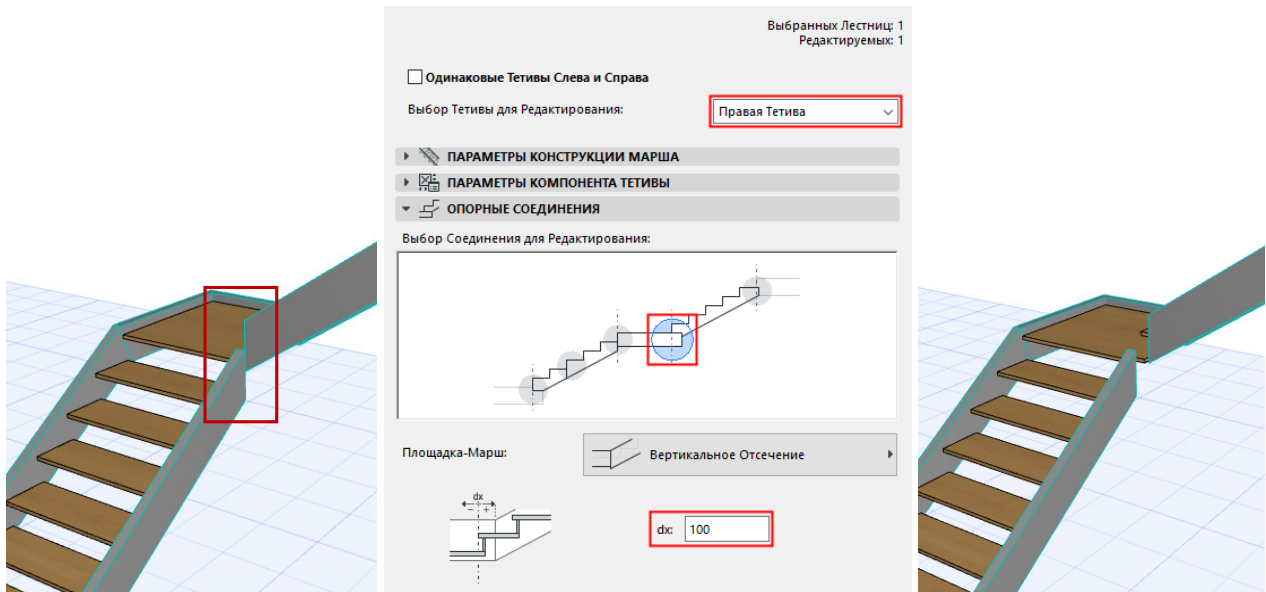 Выбранных Лестниц: 1
Редактируемых: 1
Одинаковые Тетивы Слева и Справа
Выбор Тетивы для Редактирования:
Правая Тетива
ПАРАМЕТРЫ КОНСТРУКЦИИ МАРША
ПАРАМЕТРЫ КОМПОНЕНТА ТЕТИВЫ
ОПОРНЫЕ СОЕДИНЕНИЯ
Выбор Соединения для Редактирования:
Площадка-Марш:
Вертикальное Отсечение
dx
− +
dx:
100